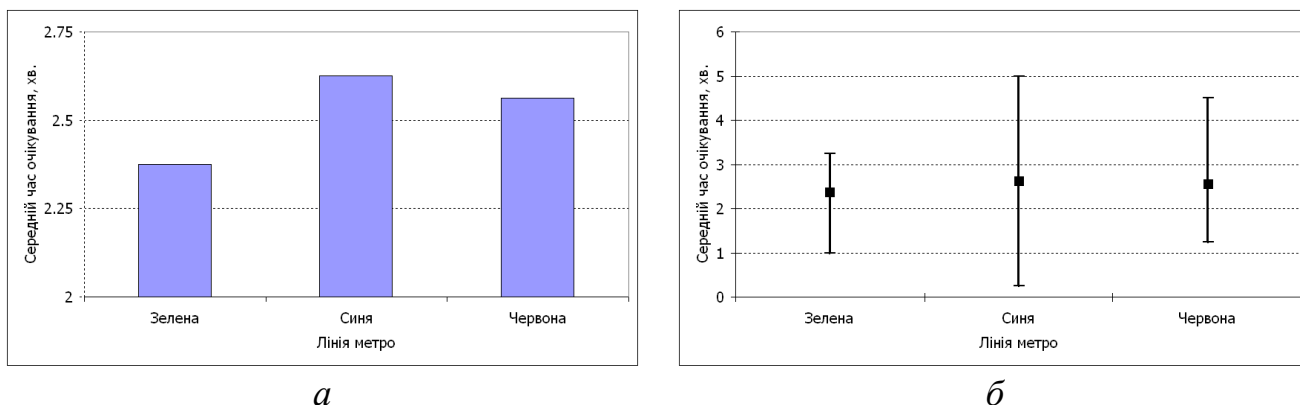 Середній час очікування, хв.
2.75
2.5
2.25
2
Зелена Синя Червона
Лінія метро
а
Середній час очікування, хв.
6
5
4
3
2
1
0
Зелена Синя Червона
Лінія метро
б